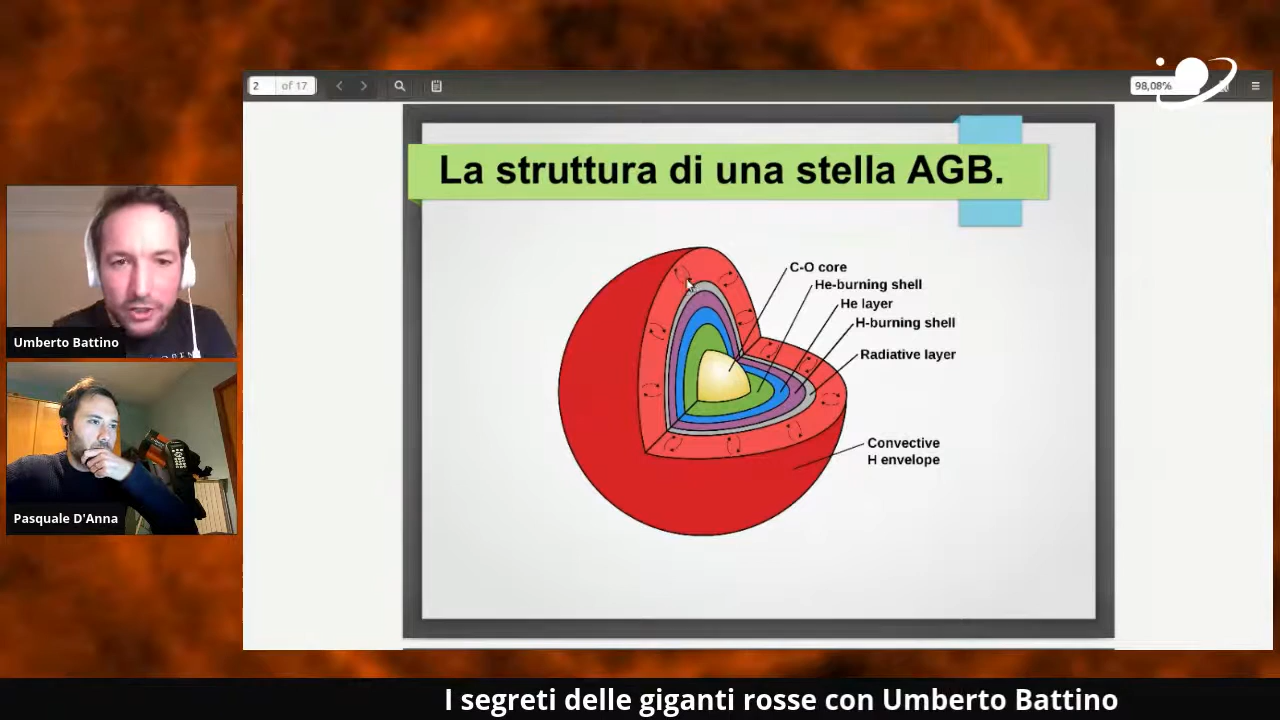 2 of 17
98,08%
La struttura di una stella AGB.
C-O core
He-burning shell
He layer
H-burning shell
Radiative layer
Convective
H envelope
Umberto Battino
Pasquale D'Anna
I segreti delle giganti rosse con Umberto Battino